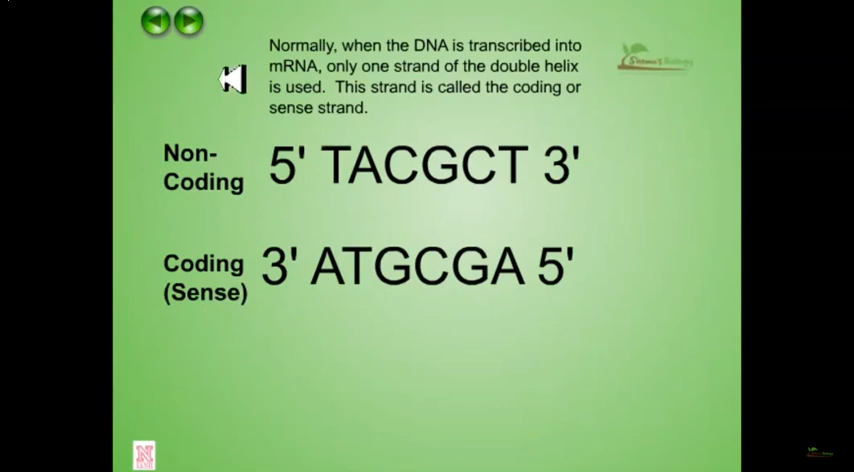 Normally, when the DNA is transcribed into
mRNA, only one strand of the double helix
is used. This strand is called the coding or
sense strand.
Non-
Coding
5' TACGCT 3'
Coding
(Sense)
3' ATGCGA 5'
N